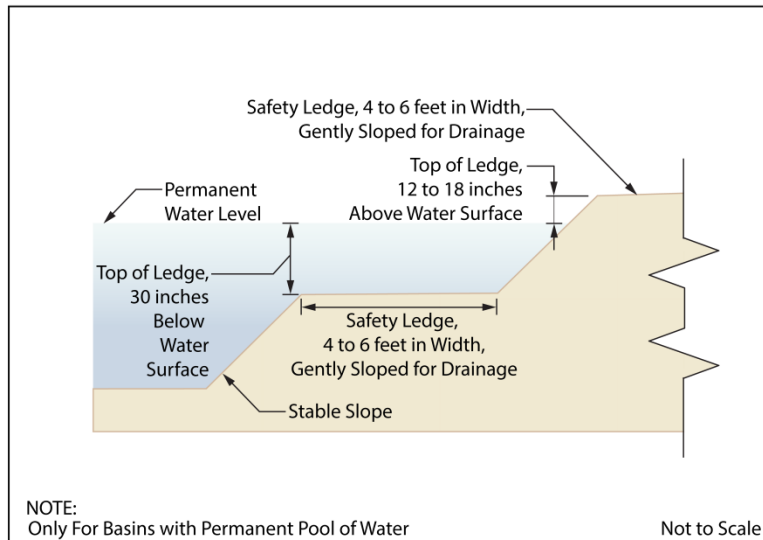 Safety Ledge, 4 to 6 feet in Width,
Gently Sloped for Drainage
Top of Ledge,
12 to 18 inches
Above Water Surface
Permanent
Water Level
Top of Ledge,
30 inches
Below
Water
Surface
Safety Ledge,
4 to 6 feet in Width,
Gently Sloped for Drainage
Stable Slope
NOTE:
Only For Basins with Permanent Pool of Water
Not to Scale